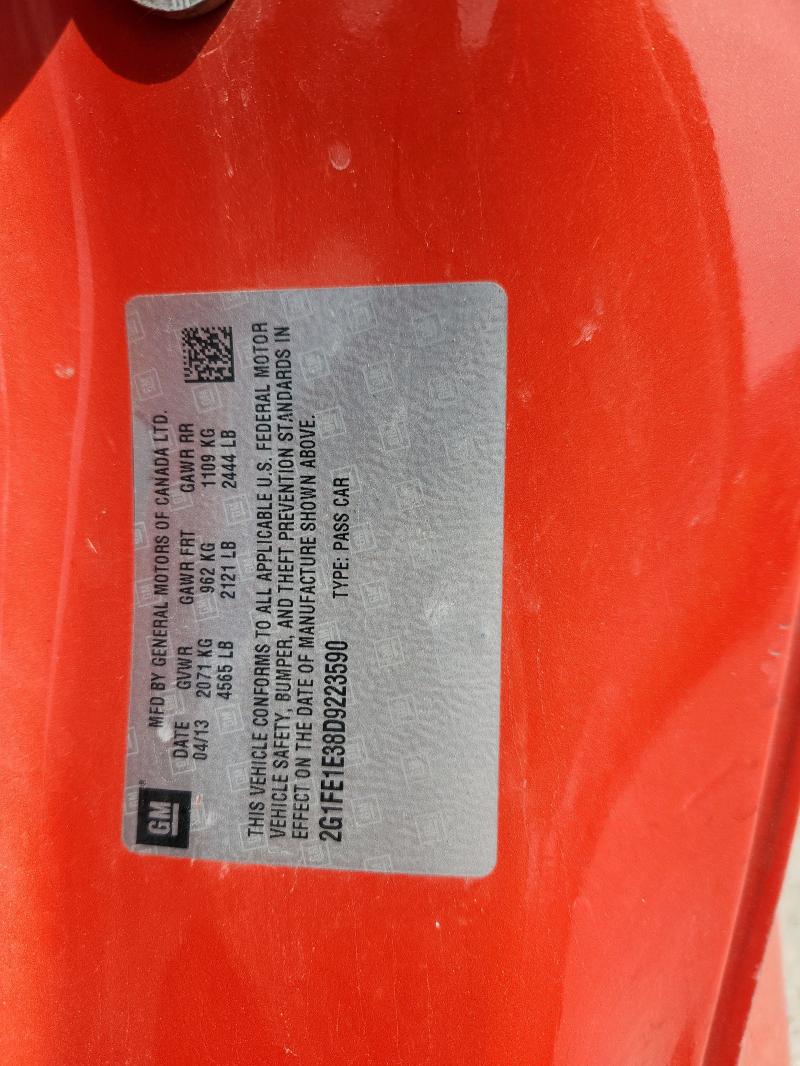 GM
MFD BY GENERAL MOTORS OF CANADA LTD.
DATE GVWR GAWR FRT GAWR RR
04/13 2071 KG 962 KG 1109 KG
4565 LB 2121 LB 2444 LB
THIS VEHICLE CONFORMS TO ALL APPLICABLE U.S. FEDERAL MOTOR
VEHICLE SAFETY, BUMPER, AND THEFT PREVENTION STANDARDS IN
EFFECT ON THE DATE OF MANUFACTURE SHOWN ABOVE.
2G1FE1E38D9223590 TYPE: PASS CAR